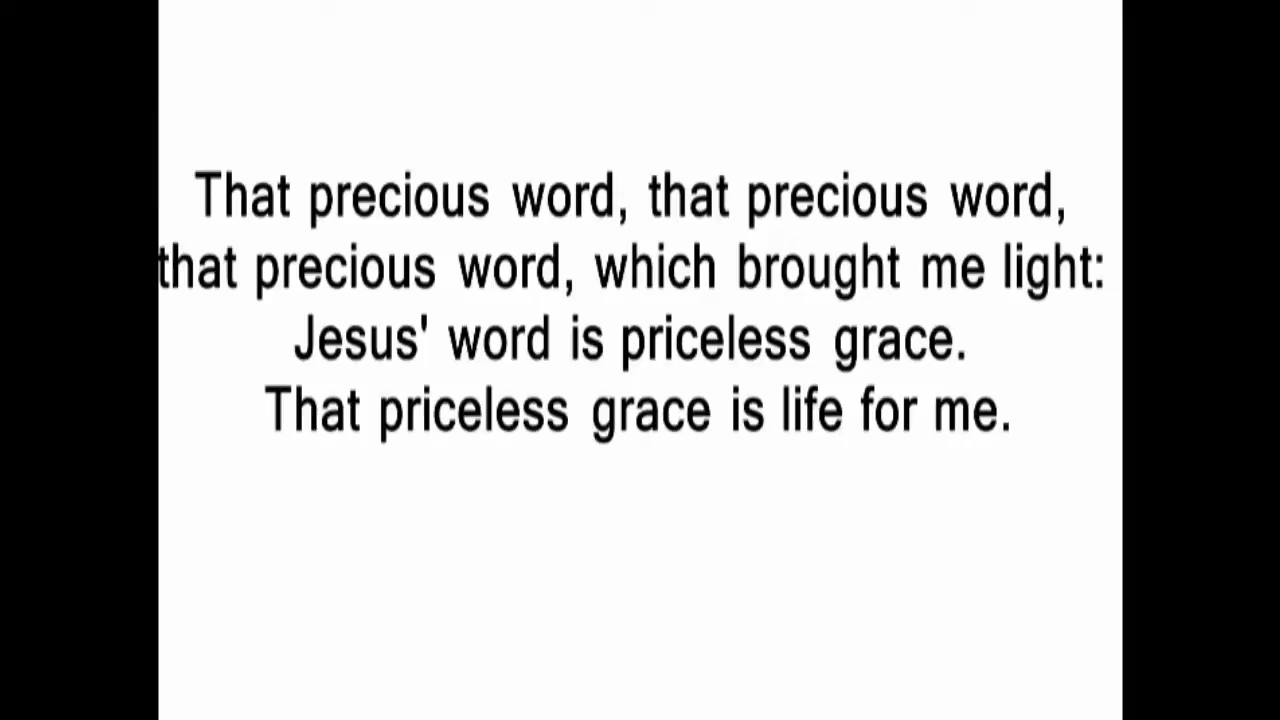 That precious word, that precious word,
that precious word, which brought me light:
Jesus' word is priceless grace.
That priceless grace is life for me.